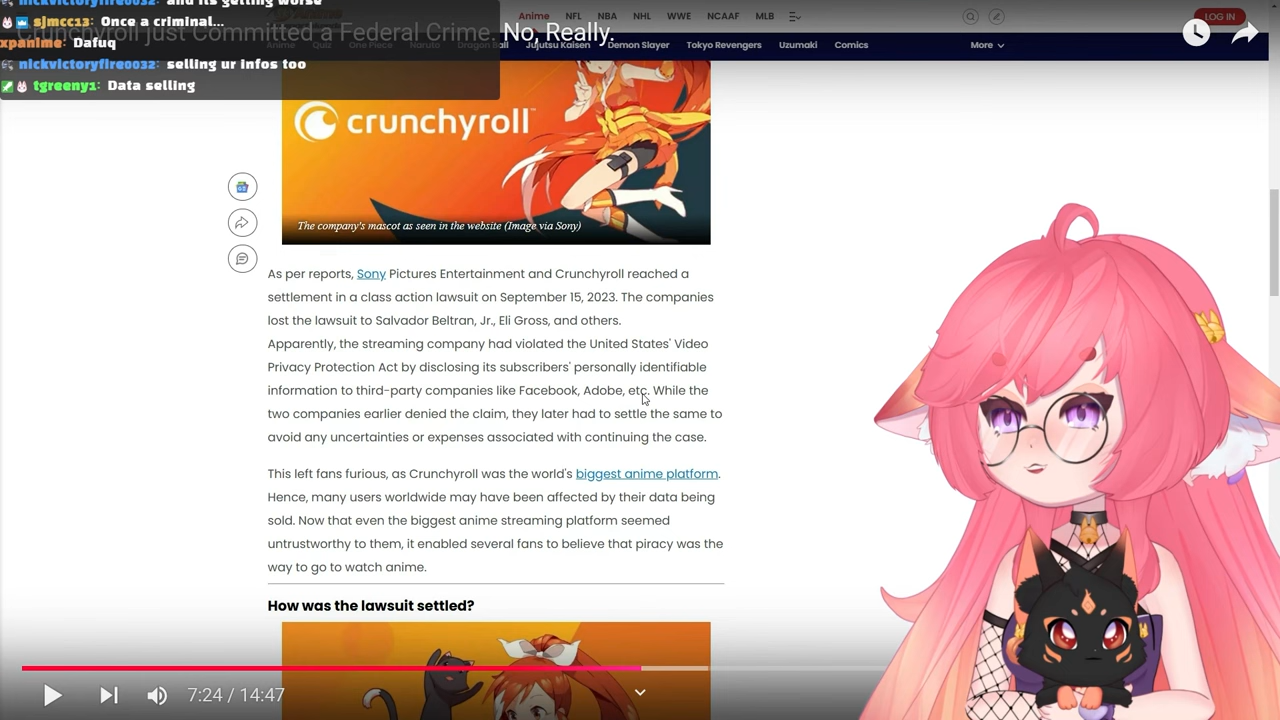 nickvictoryfire0032: and its getting worse
sjmcc13: Once a criminal...
xpanime: Dafuq
nickvictoryfire0032: selling ur infos too
tgreeny1: Data selling
Crunchyroll just Committed a Federal Crime. No, Really.
Anime NFL NBA NHL WWE NCAAF MLB
LOG IN
Anime Quiz One Piece Naruto Dragon Ball Jujutsu Kaisen Demon Slayer Tokyo Revengers Uzumaki Comics More
crunchyroll
The company's mascot as seen in the website (Image via Sony)
As per reports, Sony Pictures Entertainment and Crunchyroll reached a
settlement in a class action lawsuit on September 15, 2023. The companies
lost the lawsuit to Salvador Beltran, Jr., Eli Gross, and others.
Apparently, the streaming company had violated the United States' Video
Privacy Protection Act by disclosing its subscribers' personally identifiable
information to third-party companies like Facebook, Adobe, etc. While the
two companies earlier denied the claim, they later had to settle the same to
avoid any uncertainties or expenses associated with continuing the case.
This left fans furious, as Crunchyroll was the world's biggest anime platform.
Hence, many users worldwide may have been affected by their data being
sold. Now that even the biggest anime streaming platform seemed
untrustworthy to them, it enabled several fans to believe that piracy was the
way to go to watch anime.
How was the lawsuit settled?
7:24 / 14:47